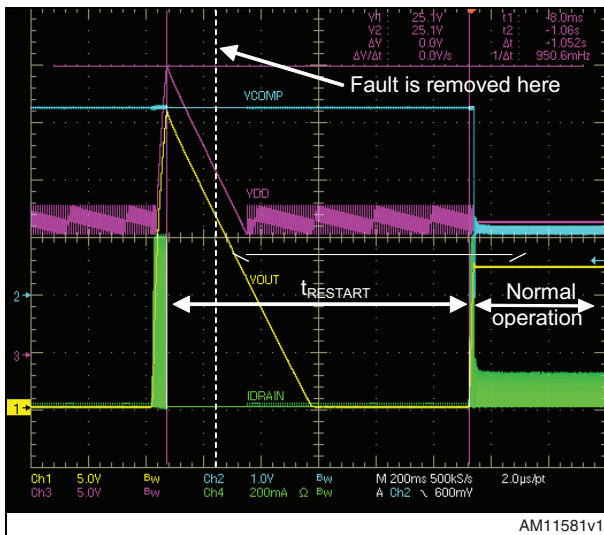 V1 : 25.1V t1 : -8.0ms
V2 : 25.1V t2 : -1.06s
ΔV : 0.0V Δt : -1.052s
ΔV/Δt : 0.0V/s 1/Δt : 950.6mHz
Fault is removed here
VCOMP
VDD
VOUT
tRESTART
Normal
operation
2
3
IDRAIN
1
Ch1 5.0V Bw Ch2 1.0V Bw M 200ms 500kS/s 2.0µs/pt
Ch3 5.0V Bw Ch4 200mA Ω Bw A Ch2 ∖ 600mV
AM11581v1